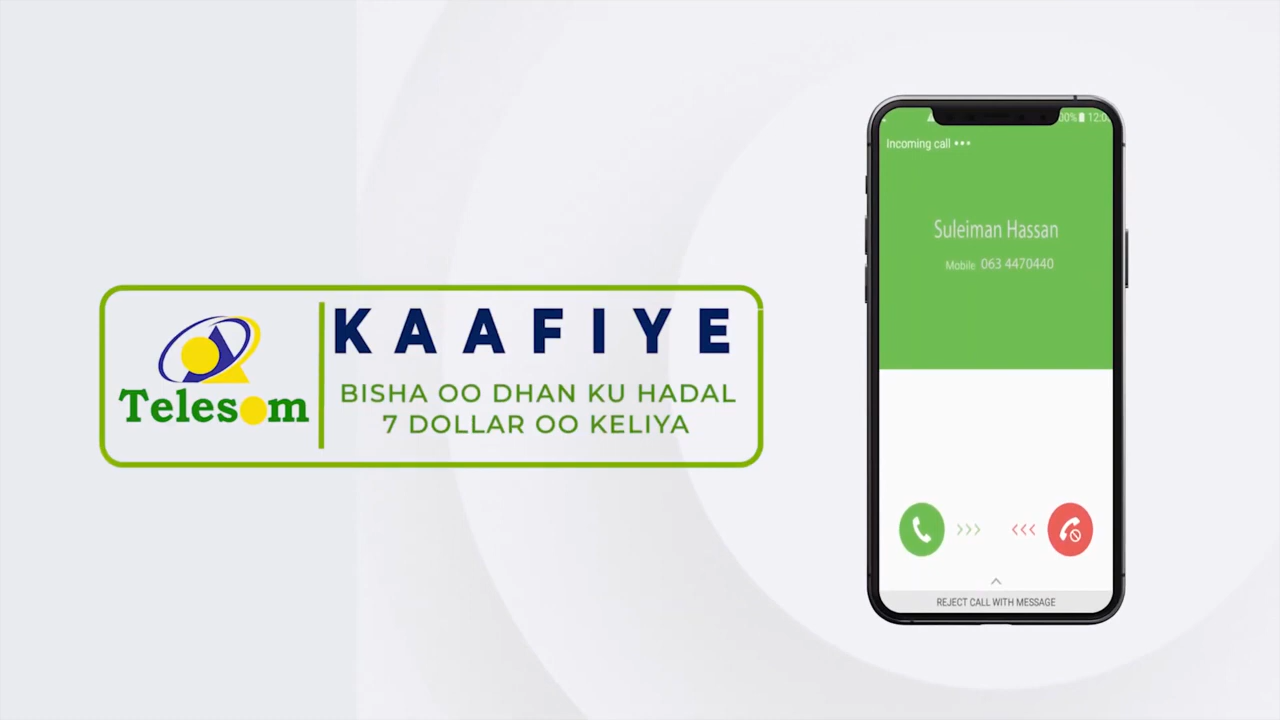 Telesom
KAAFIYE
BISHA OO DHAN KU HADAL
7 DOLLAR OO KELIYA
Incoming call •••
Suleiman Hassan
Mobile 063 4470440
REJECT CALL WITH MESSAGE